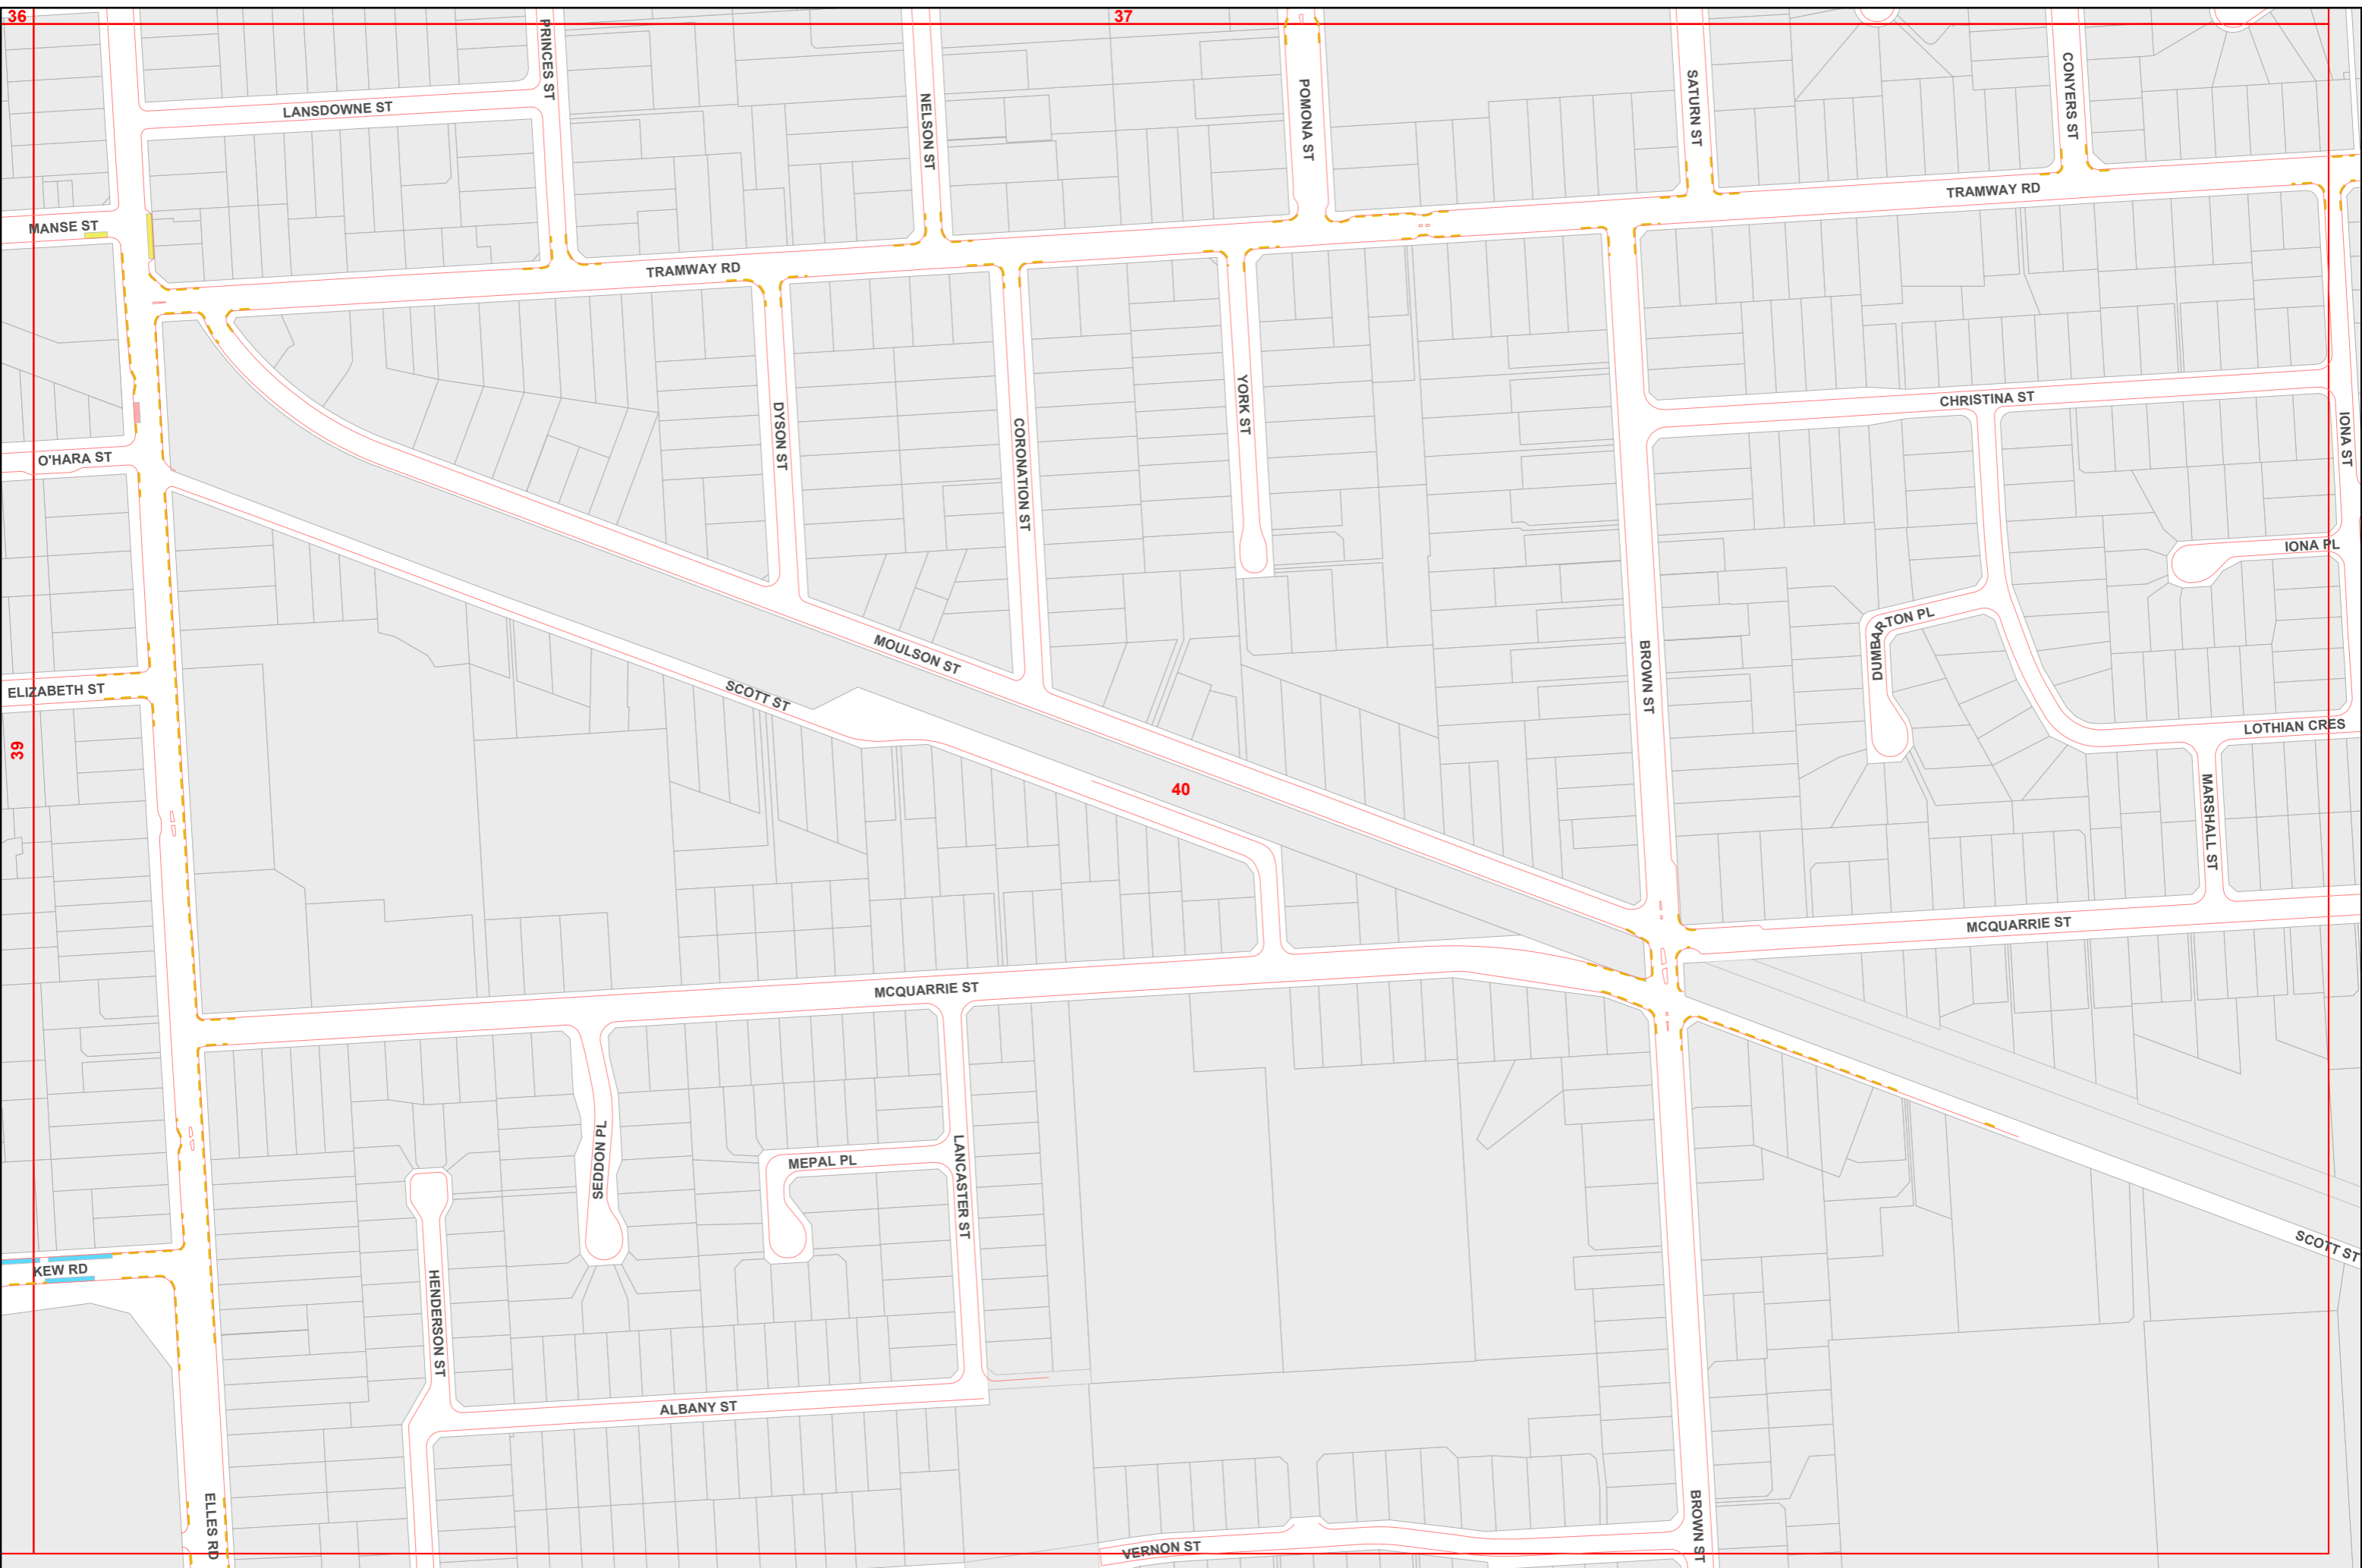 36
37
PRINCES ST
LANSDOWNE ST
NELSON ST
POMONA ST
SATURN ST
CONYERS ST
TRAMWAY RD
MANSE ST
TRAMWAY RD
CHRISTINA ST
YORK ST
DYSON ST
CORONATION ST
IONA ST
O'HARA ST
IONA PL
DUMBARTON PL
MOULSON ST
BROWN ST
ELIZABETH ST
SCOTT ST
LOTHIAN CRES
39
40
MARSHALL ST
MCQUARRIE ST
MCQUARRIE ST
SEDDON PL
MEPAL PL
LANCASTER ST
SCOTT ST
KEW RD
HENDERSON ST
ALBANY ST
ELLES RD
BROWN ST
VERNON ST